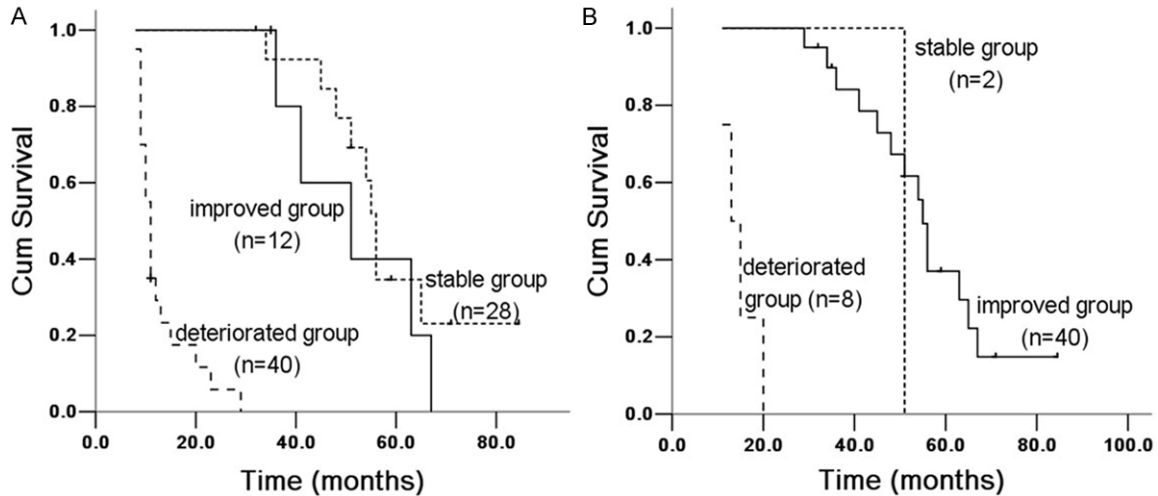 A
Cum Survival
1.0
0.8
0.6
0.4
0.2
0.0
improved group
(n=12)
stable group
(n=28)
deteriorated group
(n=40)
0.0 20.0 40.0 60.0 80.0
Time (months)
B
Cum Survival
1.0
0.8
0.6
0.4
0.2
0.0
stable group
(n=2)
deteriorated
group (n=8)
improved group
(n=40)
0.0 20.0 40.0 60.0 80.0 100.0
Time (months)